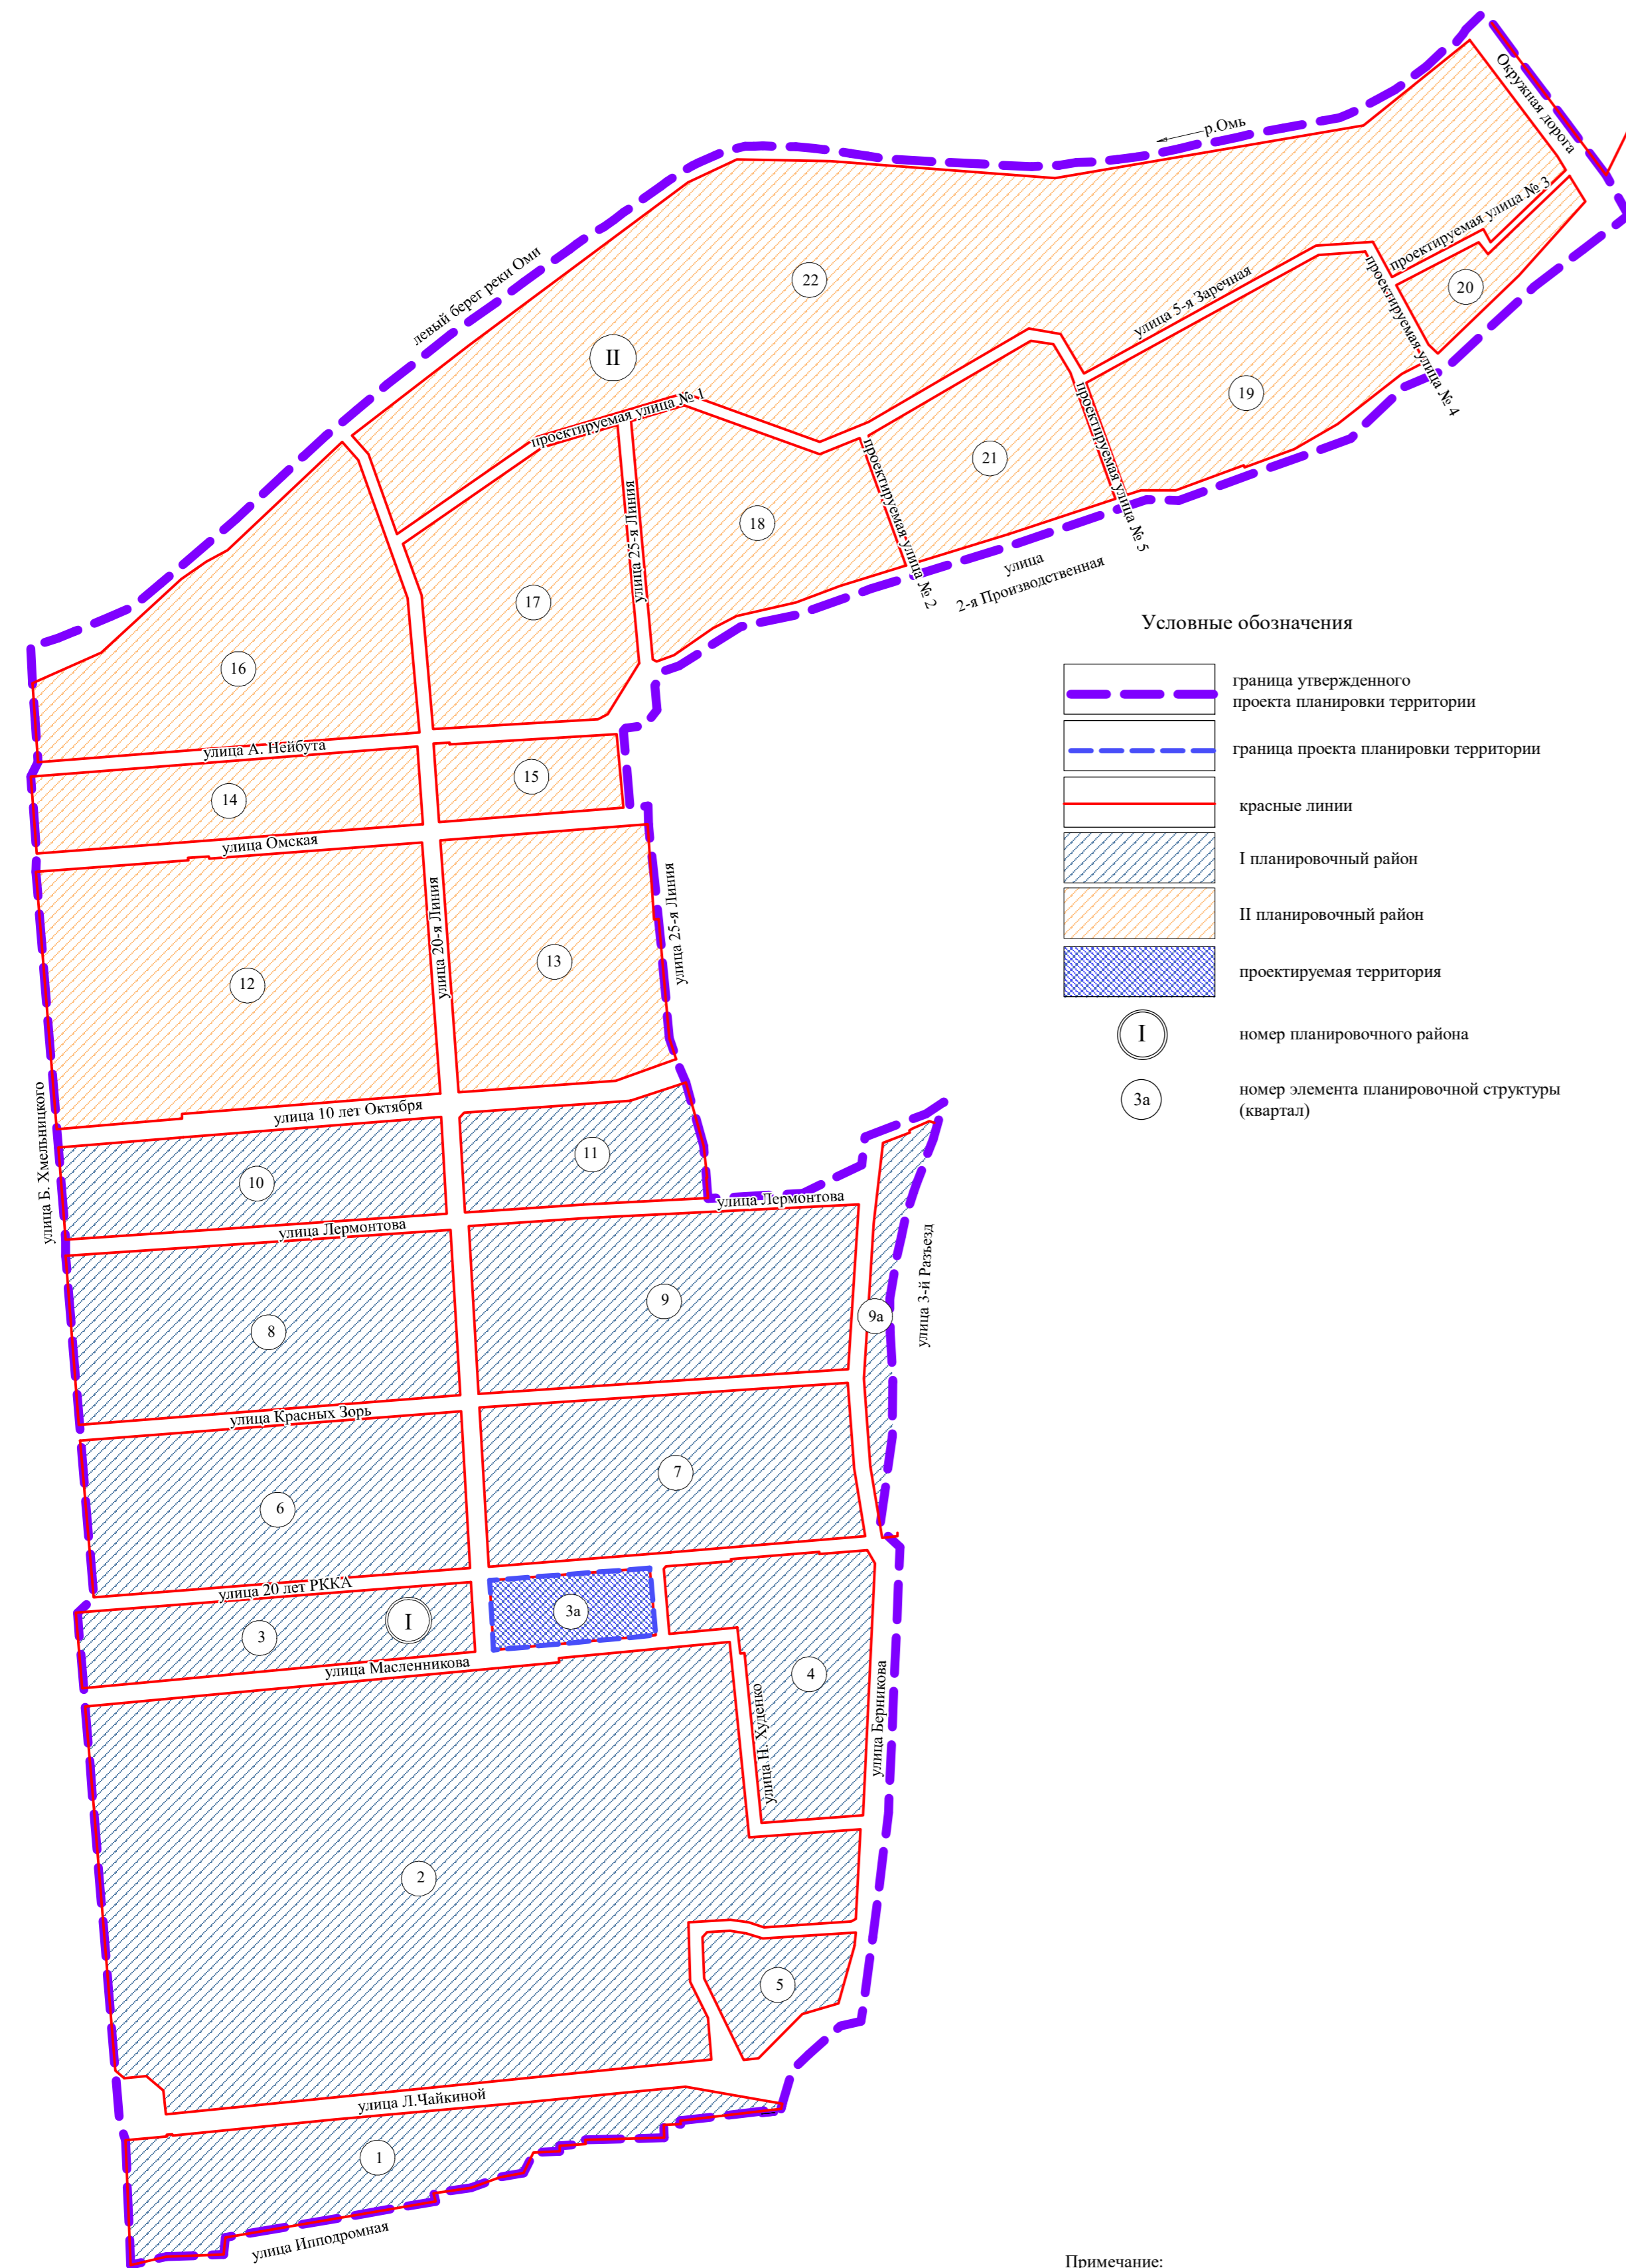 Окружная дорога
р.Омь
проектируемая улица № 3
левый берег реки Оми
22
улица 5-я Заречная
проектируемая улица № 4
20
II
19
проектируемая улица № 1
проектируемая улица № 5
21
проектируемая улица № 2
18
улица 25-я Линия
улица
2-я Производственная
17
16
улица А. Нейбута
15
14
улица Омская
улица 20-я Линия
улица 25-я Линия
13
12
улица Б. Хмельницкого
улица 10 лет Октября
11
10
улица Лермонтова
улица Лермонтова
улица 3-й Разъезд
9
9а
8
улица Красных Зорь
7
6
улица 20 лет РККА
3а
I
3
улица Масленникова
4
улица Н. Худенко
улица Берникова
2
5
улица Л.Чайкиной
1
улица Ипподромная
Условные обозначения
граница утвержденного
проекта планировки территории
граница проекта планировки территории
красные линии
I планировочный район
II планировочный район
проектируемая территория
I
номер планировочного района
3а
номер элемента планировочной структуры
(квартал)
Примечание: